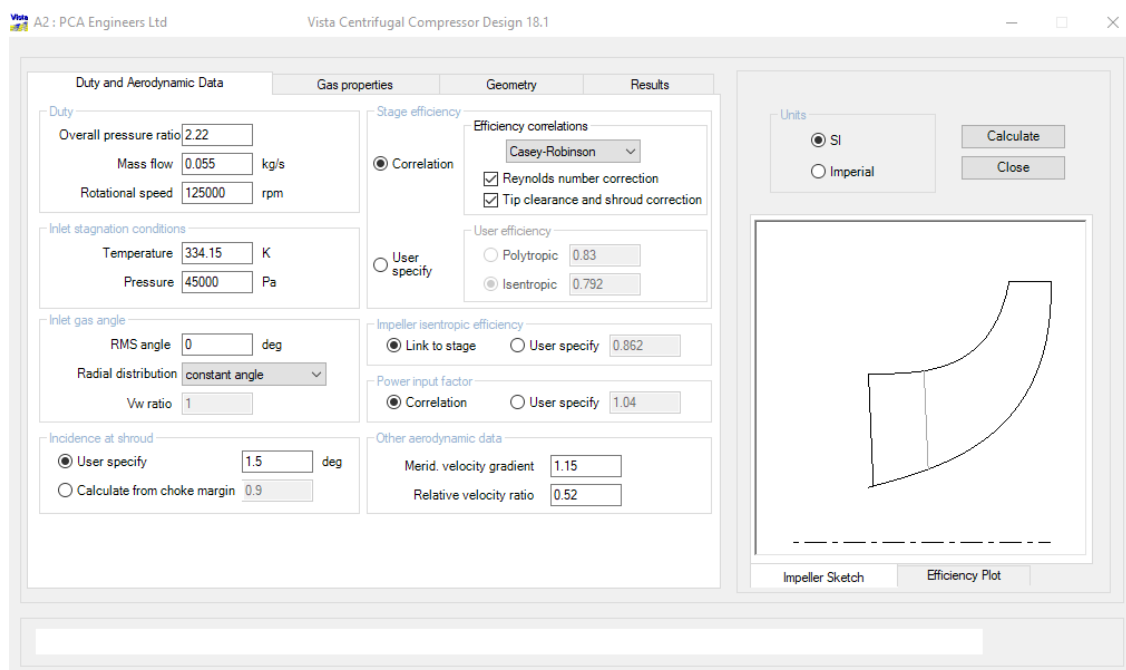 Vista
A2 : PCA Engineers Ltd
Vista Centrifugal Compressor Design 18.1
Duty and Aerodynamic Data
Gas properties
Geometry
Results
Duty
Overall pressure ratio 2.22
Mass flow 0.055 kg/s
Rotational speed 125000 rpm
Inlet stagnation conditions
Temperature 334.15 K
Pressure 45000 Pa
Inlet gas angle
RMS angle 0 deg
Radial distribution constant angle
Vw ratio 1
Incidence at shroud
User specify 1.5 deg
Calculate from choke margin 0.9
Stage efficiency
Correlation
Efficiency correlations
Casey-Robinson
Reynolds number correction
Tip clearance and shroud correction
User
specify
User efficiency
Polytropic 0.83
Isentropic 0.792
Impeller isentropic efficiency
Link to stage User specify 0.862
Power input factor
Correlation User specify 1.04
Other aerodynamic data
Merid. velocity gradient 1.15
Relative velocity ratio 0.52
Units
SI
Imperial
Calculate
Close
Impeller Sketch
Efficiency Plot